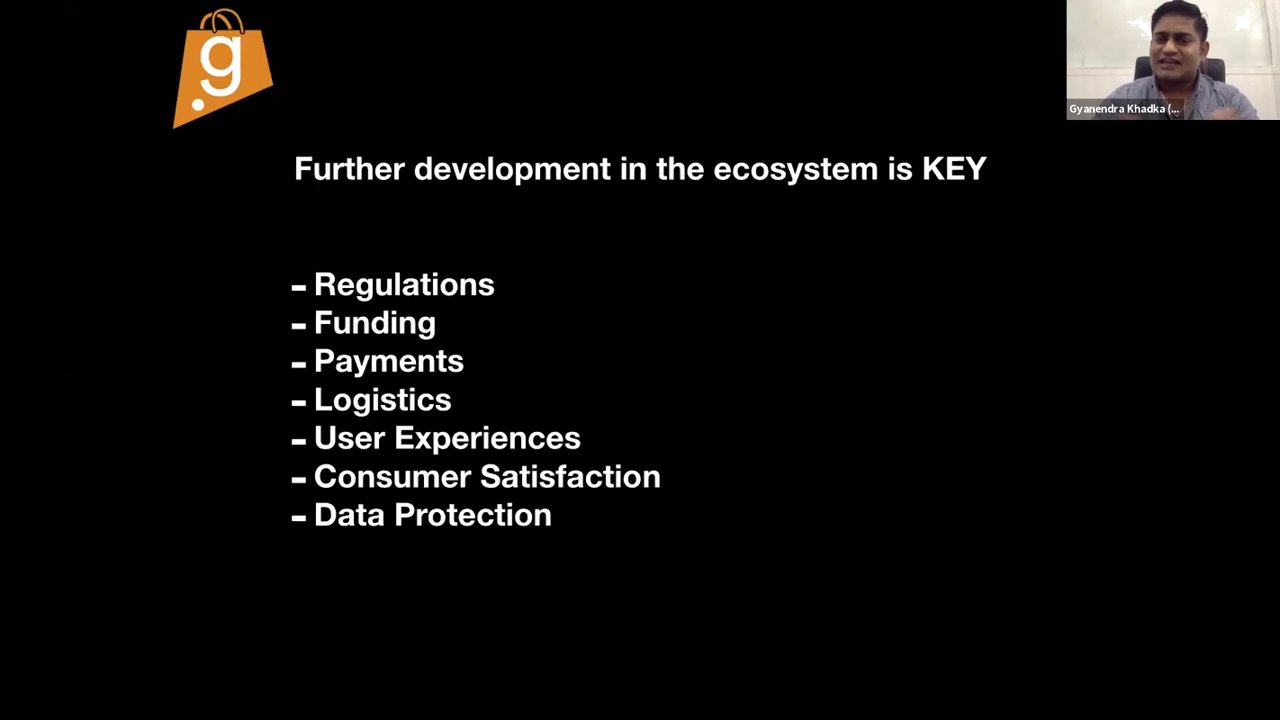 .g
Gyanendra Khadka (...
Further development in the ecosystem is KEY
- Regulations
- Funding
- Payments
- Logistics
- User Experiences
- Consumer Satisfaction
- Data Protection